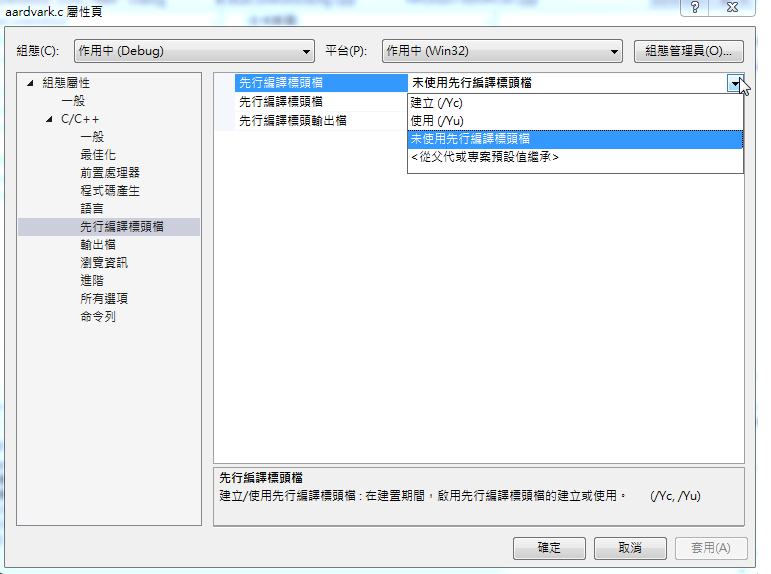 aardvark.c 屬性頁
組態(C): 作用中 (Debug) 平台(P): 作用中 (Win32) 組態管理員(O)...
組態屬性
一般
C/C++
一般
最佳化
前置處理器
程式碼產生
語言
先行編譯標頭檔
輸出檔
瀏覽資訊
進階
所有選項
命令列
先行編譯標頭檔 未使用先行編譯標頭檔
先行編譯標頭檔
先行編譯標頭輸出檔
建立 (/Yc)
使用 (/Yu)
未使用先行編譯標頭檔
<從父代或專案預設值繼承>
先行編譯標頭檔
建立/使用先行編譯標頭檔 : 在建置期間，啟用先行編譯標頭檔的建立或使用。 (/Yc, /Yu)
確定 取消 套用(A)